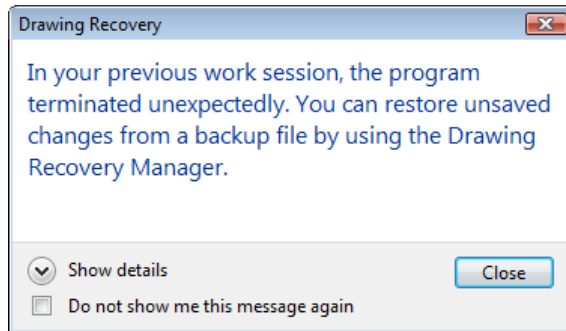 Drawing Recovery
In your previous work session, the program
terminated unexpectedly. You can restore unsaved
changes from a backup file by using the Drawing
Recovery Manager.
Show details
Close
Do not show me this message again